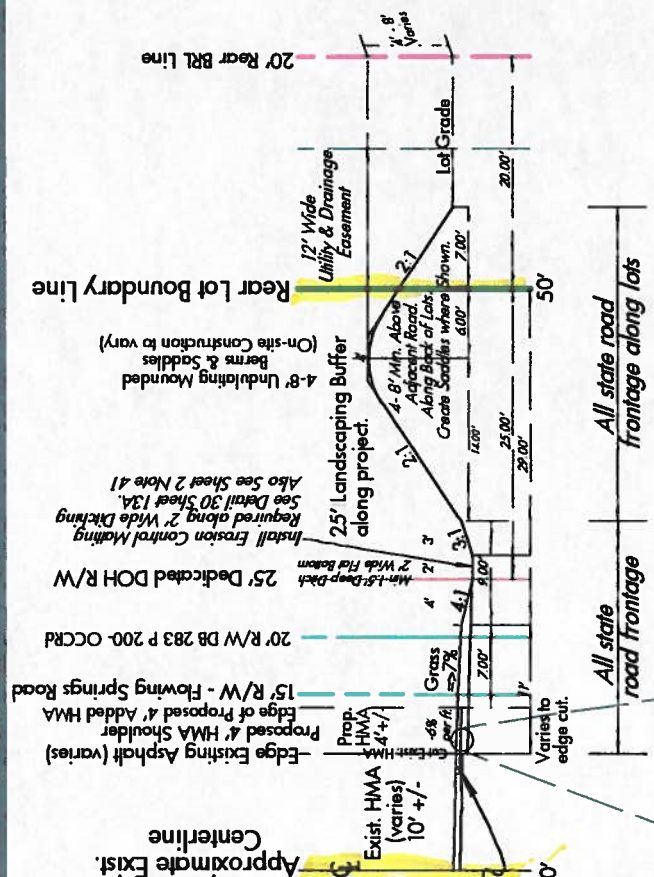 4' - 8'
Varies
20' Rear BRL Line
Lot Grade
20.00'
12' Wide
Utility & Drainage
Easement
2:1
7.00'
Rear Lot Boundary Line
50'
4-8' Undulating Mounded
Berms & Saddles
(On-site Construction to vary)
4- 8' Min. Above
Adjacent Road.
Along Back of Lots.
Create Saddles where Shown.
6.00'
25' Landscaping Buffer
along project.
2:1
14.00'
25.00'
29.00'
All state road
frontage along lots
Install Erosion Control Matting
Required along 2' Wide Ditching
See Detail 30 Sheet 13A.
Also See Sheet 2 Note 41
3'
3:1
25' Dedicated DOH R/W
Min 1.5' Deep Ditch
2' Wide Flat Bottom
2'
9.00'
4'
4:1
20' R/W DB 283 P 200- OCCRd
Grass
=>7%
7.00'
All state
road frontage
15' R/W - Flowing Springs Road
Edge of Proposed 4' Added HMA
Proposed 4' HMA Shoulder
Edge Existing Asphalt (varies)
Prop.
HMA
4'+/-
-6%
per ft.
1'
Varies to
edge cut.
Exist. HMA
(varies)
10' +/-
Approximate Exist.
Centerline
0'